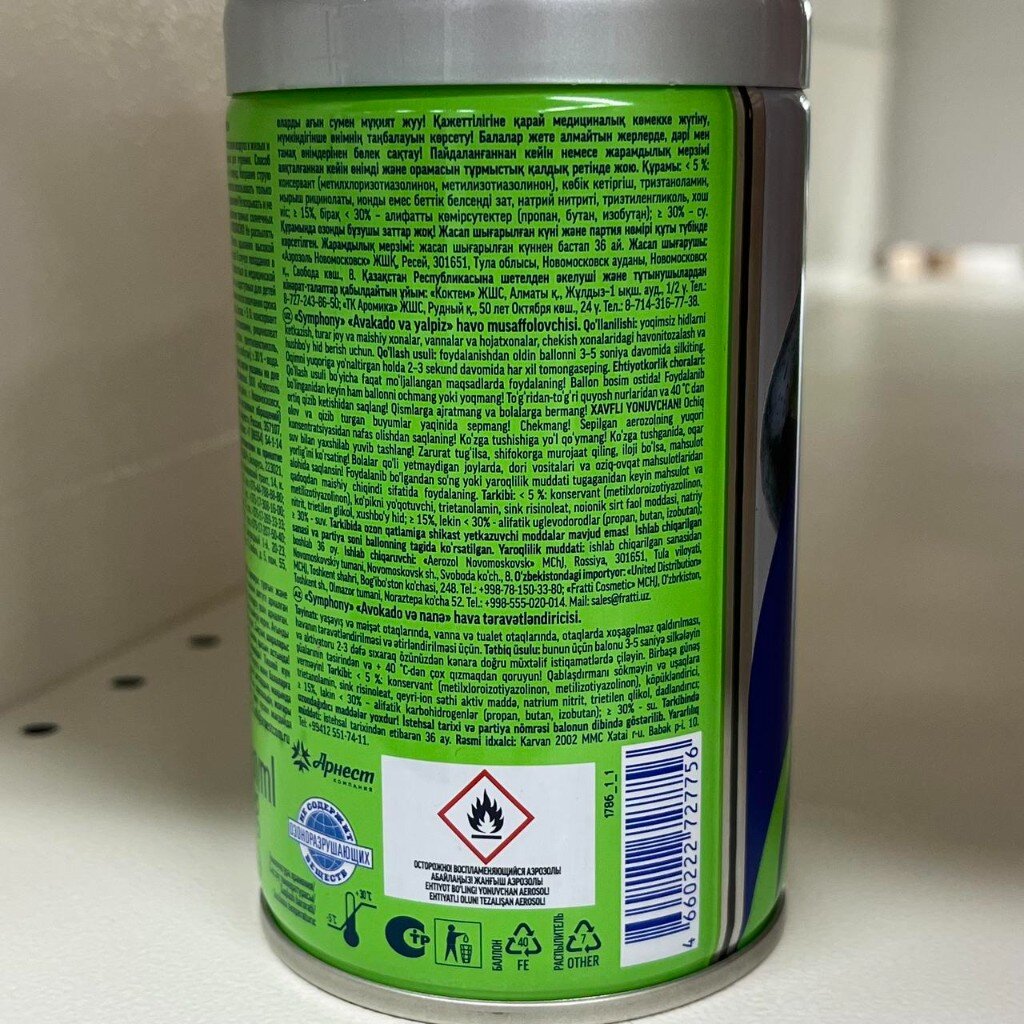 оларды ағын сумен мұқият жуу! Қажеттілігіне қарай медициналық көмекке жүгіну,
мүмкіндігінше өнімнің таңбалауын көрсету! Балалар жете алмайтын жерлерде, дәрі мен
тамақ өнімдерінен бөлек сақтау! Пайдаланғаннан кейін немесе жарамдылық мерзімі
аяқталғаннан кейін өнімді және орамасын тұрмыстық қалдық ретінде жою. Құрамы: < 5 %:
консервант (метилхлоризотиазолинон, метилизотиазолинон), көбік кетіргіш, триэтаноламин,
мырыш рицинолаты, ионды емес беттік белсенді зат, натрий нитриті, триэтиленгликоль, хош
иіс; ≥ 15%, бірақ < 30% - алифатты көмірсутектер (пропан, бутан, изобутан); ≥ 30% - су.
Құрамында озонды бұзушы заттар жоқ! Жасап шығарылған күні және партия нөмірі құты түбінде
көрсетілген. Жарамдылық мерзімі: жасап шығарылған күннен бастап 36 ай. Жасап шығарушы:
«Аэрозоль Новомосковск» ЖШҚ, Ресей, 301651, Тула облысы, Новомосковск ауданы, Новомосковск
қ., Свобода көш., 8. Қазақстан Республикасына шетелден әкелуші және тұтынушылардан
кінәрат-талаптар қабылдайтын ұйым: «Коктем» ЖШС, Алматы қ., Жұлдыз-1 ықш. ауд., 1/2 ү. Тел:
8-727-243-86-50; «ТК Аромика» ЖШС, Рудный қ., 50 лет Октября көш., 24 ү. Тел.: 8-714-316-77-38.
UZ «Symphony» «Avakado va yalpiz» havo musaffolovchisi. Qo'llanilishi: yoqimsiz hidlarni
ketkazish, turar joy va maishiy xonalar, vannalar va hojatxonalar, chekish xonalaridagi havonitozalash va
hushbo'y hid berish uchun. Qo'llash usuli: foydalanishdan oldin ballonni 3-5 soniya davomida silkiting.
Oqimni yuqoriga yo'naltirgan holda 2-3 sekund davomida har xil tomongaseping. Ehtiyotkorlik choralari:
Qo'llash usuli bo'yicha faqat mo'ljallangan maqsadlarda foydalaning! Ballon bosim ostida! Foydalanib
bo'linganidan keyin ham ballonni ochmang yoki yoqmang! To'g'ridan-to'g'ri quyosh nurlaridan va 40 °C dan
ortiq qizib ketishidan saqlang! Qismlarga ajratmang va bolalarga bermang! XAVFLI YONUVCHAN! Ochiq
olov va qizib turgan buyumlar yaqinida sepmang! Chekmang! Sepilgan aerozolning yuqori
konsentratsiyasidan nafas olishdan saqlaning! Ko'zga tushishiga yo'l qo'ymang! Ko'zga tushganida, oqar
suv bilan yaxshilab yuvib tashlang! Zarurat tug'ilsa, shifokorga murojaat qiling, iloji bo'lsa, mahsulot
yorlig'ini ko'rsating! Bolalar qo'li yetmaydigan joylarda, dori vositalari va oziq-ovqat mahsulotlaridan
alohida saqlansin! Foydalanib bo'lgandan so'ng yoki yaroqlilik muddati tugaganidan keyin mahsulot va
qadoqdan maishiy chiqindi sifatida foydalaning. Tarkibi: < 5 %: konservant (metilxloroizotiyazolinon,
metilizotiyazolinon), ko'pikni yo'qotuvchi, trietanolamin, sink risinoleat, noionik sirt faol moddasi, natriy
nitrit, trietilen glikol, xushbo'y hid; ≥ 15%, lekin < 30% - alifatik uglevodorodlar (propan, butan, izobutan);
≥ 30% - suv. Tarkibida ozon qatlamiga shikast yetkazuvchi moddalar mavjud emas! Ishlab chiqarilgan
sanasi va partiya soni ballonning tagida ko'rsatilgan. Yaroqlilik muddati: ishlab chiqarilgan sanasidan
boshlab 36 oy. Ishlab chiqaruvchi: «Aerozol Novomoskovsk» MChJ, Rossiya, 301651, Tula viloyati,
Novomoskovskiy tumani, Novomoskovsk sh., Svoboda ko'ch., 8. O'zbekistondagi importyor: «United Distribution»
MCHJ, Toshkent shahri, Bog'ibo'ston ko'chasi, 24B. Tel.: +998-78-150-33-80; «Fratti Cosmetic» MCHJ, O'zbrkiston,
Toshkent sh., Olmazor tumani, Noraztepa ko'cha 52. Tel.: +998-555-020-014. Mail: sales@fratti.uz.
AZ «Symphony» «Avokado və nanə» hava təravətləndiricisi.
Təyinatı: yaşayış və məişət otaqlarında, vanna və tualet otaqlarında, otaqlarda xoşagəlməz qaldırılması,
havanın təravətləndirilməsi və ətirləndirilməsi üçün. Tətbiq üsulu: bunun üçün balonu 3-5 saniyə silkələyin
və aktivatoru 2-3 dəfə sıxaraq özünüzdən kənara doğru müxtəlif istiqamətlərdə çiləyin. Birbaşa günəş
şüalarının təsirindən və + 40 °C-dən çox qızmaqdan qoruyun! Qablaşdırmanı sökməyin və uşaqlara
verməyin! Tərkibi: < 5 %: konservant (metilxloroizotiyazolinon, metilizotiyazolinon), köpükləndirici,
trietanolamin, sink risinoleat, qeyri-ion səthi aktiv maddə, natrium nitrit, trietilen qlikol, dadlandırıcı;
≥ 15%, lakin < 30% - alifatik karbohidrogenlər (propan, butan, izobutan); ≥ 30% - su. Tərkibində
ozondağıdıcı maddələr yoxdur! İstehsal tarixi və partiya nömrəsi balonun dibində göstərilib. Yararlılıq
müddəti: istehsal tarixindən etibarən 36 ay. Rəsmi idxalçı: Karvan 2002 MMC Xətai r-u. Babək p-i. 10.
Tel: +99412 551-74-11.
Арнест
КОМПАНИЯ
ml
НЕ СОДЕРЖИТ
ОЗОНОРАЗРУШАЮЩИХ
ВЕЩЕСТВ
ОСТОРОЖНО! ВОСПЛАМЕНЯЮЩИЙСЯ АЭРОЗОЛЬ!
АБАЙЛАҢЫЗ! ЖАНҒЫШ АЭРОЗОЛЬ!
EHTIYOT BO'LING! YONUVCHAN AEROSOL!
EHTIYATLI OLUN! TEZALIŞAN AEROSOL!
1786_1_1
4 660222 727756
-5°C
+30°C
СТР
БАЛЛОН
40
FE
РАСПЫЛИТЕЛЬ
7
OTHER